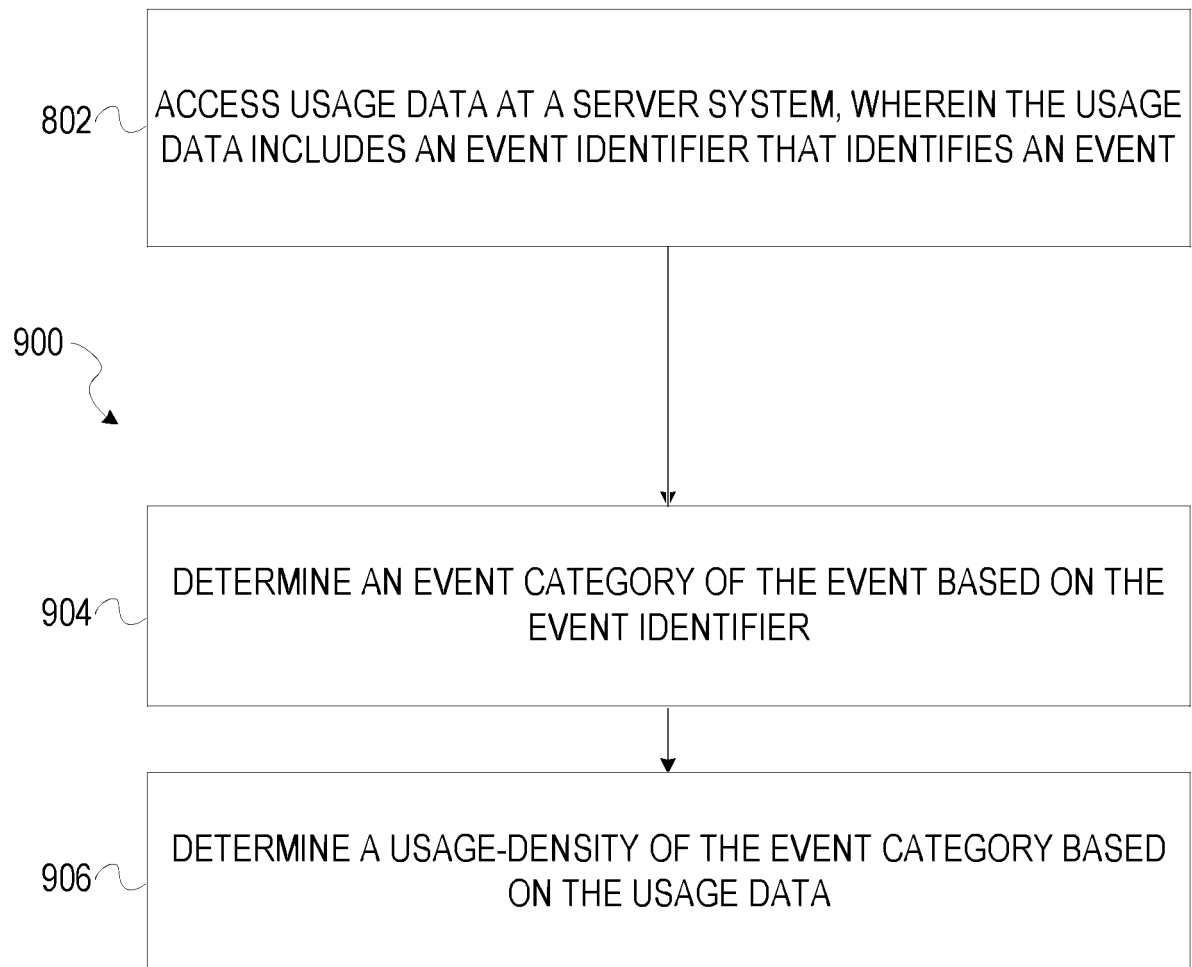 802
ACCESS USAGE DATA AT A SERVER SYSTEM, WHEREIN THE USAGE
DATA INCLUDES AN EVENT IDENTIFIER THAT IDENTIFIES AN EVENT
900
904
DETERMINE AN EVENT CATEGORY OF THE EVENT BASED ON THE
EVENT IDENTIFIER
906
DETERMINE A USAGE-DENSITY OF THE EVENT CATEGORY BASED
ON THE USAGE DATA